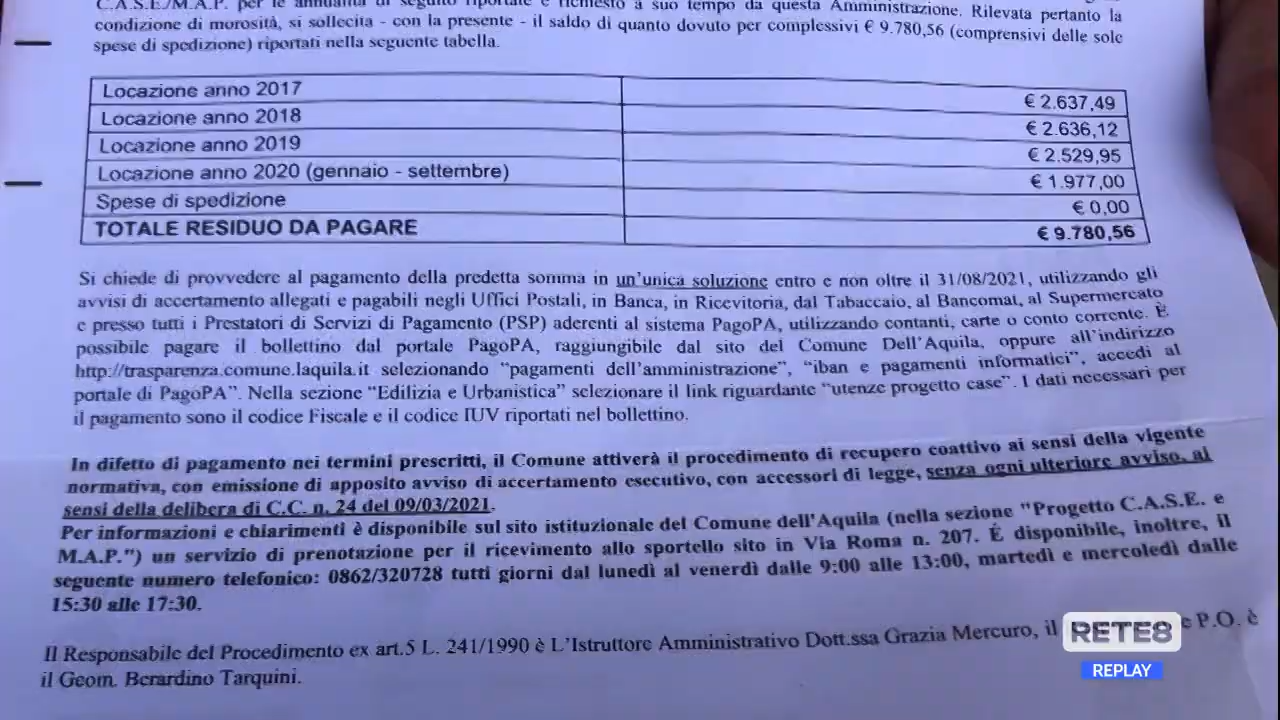 C.A.S.E./M.A.P. per le annualità di seguito riportate e richiesto a suo tempo da questa Amministrazione. Rilevata pertanto la
condizione di morosità, si sollecita - con la presente - il saldo di quanto dovuto per complessivi € 9.780,56 (comprensivi delle sole
spese di spedizione) riportati nella seguente tabella.
Locazione anno 2017 € 2.637,49
Locazione anno 2018 € 2.636,12
Locazione anno 2019 € 2.529,95
Locazione anno 2020 (gennaio - settembre) € 1.977,00
Spese di spedizione € 0,00
TOTALE RESIDUO DA PAGARE € 9.780,56
Si chiede di provvedere al pagamento della predetta somma in un'unica soluzione entro e non oltre il 31/08/2021, utilizzando gli
avvisi di accertamento allegati e pagabili negli Uffici Postali, in Banca, in Ricevitoria, dal Tabaccaio, al Bancomat, al Supermercato
e presso tutti i Prestatori di Servizi di Pagamento (PSP) aderenti al sistema PagoPA, utilizzando contanti, carte o conto corrente. È
possibile pagare il bollettino dal portale PagoPA, raggiungibile dal sito del Comune Dell'Aquila, oppure all'indirizzo
http://trasparenza.comune.laquila.it selezionando "pagamenti dell'amministrazione", "iban e pagamenti informatici", accedi al
portale di PagoPA". Nella sezione "Edilizia e Urbanistica" selezionare il link riguardante "utenze progetto case". I dati necessari per
il pagamento sono il codice Fiscale e il codice IUV riportati nel bollettino.
In difetto di pagamento nei termini prescritti, il Comune attiverà il procedimento di recupero coattivo ai sensi della vigente
normativa, con emissione di apposito avviso di accertamento esecutivo, con accessori di legge, senza ogni ulteriore avviso, ai
sensi della delibera di C.C. n. 24 del 09/03/2021.
Per informazioni e chiarimenti è disponibile sul sito istituzionale del Comune dell'Aquila (nella sezione "Progetto C.A.S.E. e
M.A.P.") un servizio di prenotazione per il ricevimento allo sportello sito in Via Roma n. 207. È disponibile, inoltre, il
seguente numero telefonico: 0862/320728 tutti giorni dal lunedì al venerdì dalle 9:00 alle 13:00, martedì e mercoledì dalle
15:30 alle 17:30.
Il Responsabile del Procedimento ex art.5 L. 241/1990 è L'Istruttore Amministrativo Dott.ssa Grazia Mercuro, il P.O. è
il Geom. Berardino Tarquini.
RETE8
REPLAY